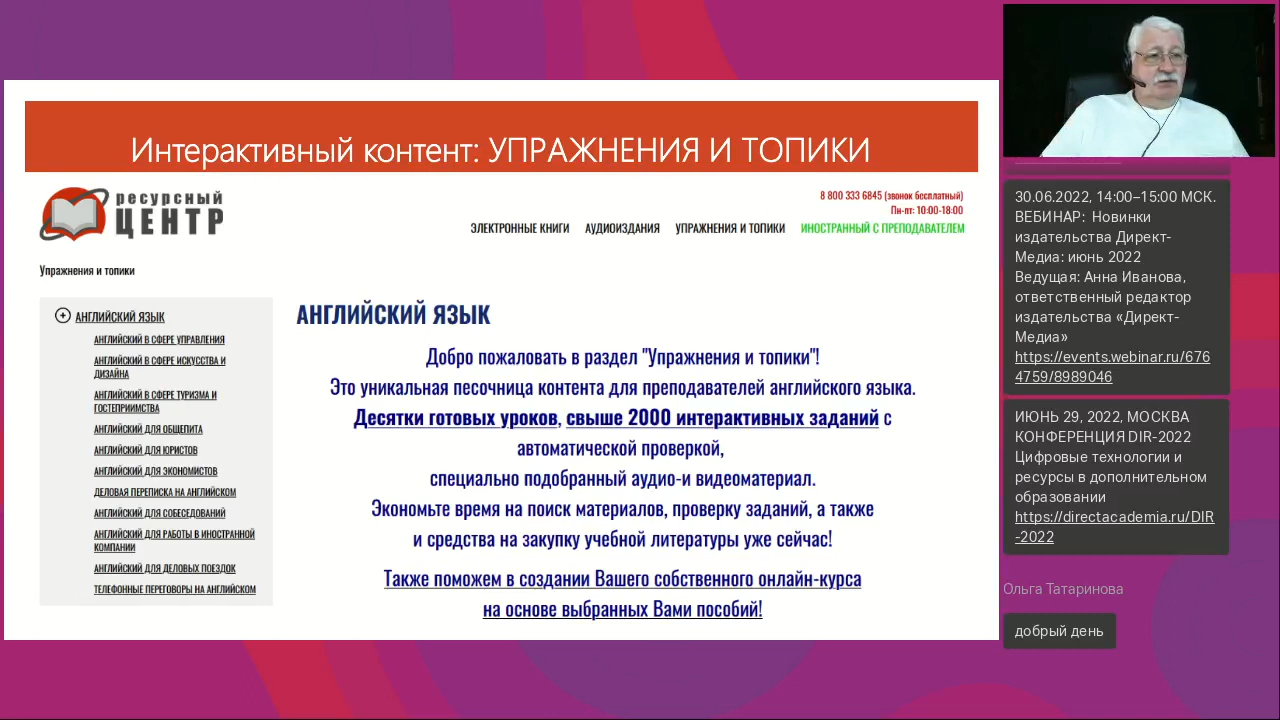 Интерактивный контент: УПРАЖНЕНИЯ И ТОПИКИ
ресурсный
ЦЕНТР
8 800 333 6845 (звонок бесплатный)
Пн-пт: 10:00-18:00
ЭЛЕКТРОННЫЕ КНИГИ АУДИОИЗДАНИЯ УПРАЖНЕНИЯ И ТОПИКИ ИНОСТРАННЫЙ С ПРЕПОДАВАТЕЛЕМ
Упражнения и топики
АНГЛИЙСКИЙ ЯЗЫК
АНГЛИЙСКИЙ В СФЕРЕ УПРАВЛЕНИЯ
АНГЛИЙСКИЙ В СФЕРЕ ИСКУССТВА И
ДИЗАЙНА
АНГЛИЙСКИЙ В СФЕРЕ ТУРИЗМА И
ГОСТЕПРИИМСТВА
АНГЛИЙСКИЙ ДЛЯ ОБЩЕПИТА
АНГЛИЙСКИЙ ДЛЯ ЮРИСТОВ
АНГЛИЙСКИЙ ДЛЯ ЭКОНОМИСТОВ
ДЕЛОВАЯ ПЕРЕПИСКА НА АНГЛИЙСКОМ
АНГЛИЙСКИЙ ДЛЯ СОБЕСЕДОВАНИЙ
АНГЛИЙСКИЙ ДЛЯ РАБОТЫ В ИНОСТРАННОЙ
КОМПАНИИ
АНГЛИЙСКИЙ ДЛЯ ДЕЛОВЫХ ПОЕЗДОК
ТЕЛЕФОННЫЕ ПЕРЕГОВОРЫ НА АНГЛИЙСКОМ
АНГЛИЙСКИЙ ЯЗЫК
Добро пожаловать в раздел "Упражнения и топики"!
Это уникальная песочница контента для преподавателей английского языка.
Десятки готовых уроков, свыше 2000 интерактивных заданий с
автоматической проверкой,
специально подобранный аудио-и видеоматериал.
Экономьте время на поиск материалов, проверку заданий, а также
и средства на закупку учебной литературы уже сейчас!
Также поможем в создании Вашего собственного онлайн-курса
на основе выбранных Вами пособий!
30.06.2022, 14:00–15:00 МСК.
ВЕБИНАР: Новинки
издательства Директ-
Медиа: июнь 2022
Ведущая: Анна Иванова,
ответственный редактор
издательства «Директ-
Медиа»
https://events.webinar.ru/676
4759/8989046
ИЮНЬ 29, 2022, МОСКВА
КОНФЕРЕНЦИЯ DIR-2022
Цифровые технологии и
ресурсы в дополнительном
образовании
https://directacademia.ru/DIR
-2022
Ольга Татаринова
добрый день